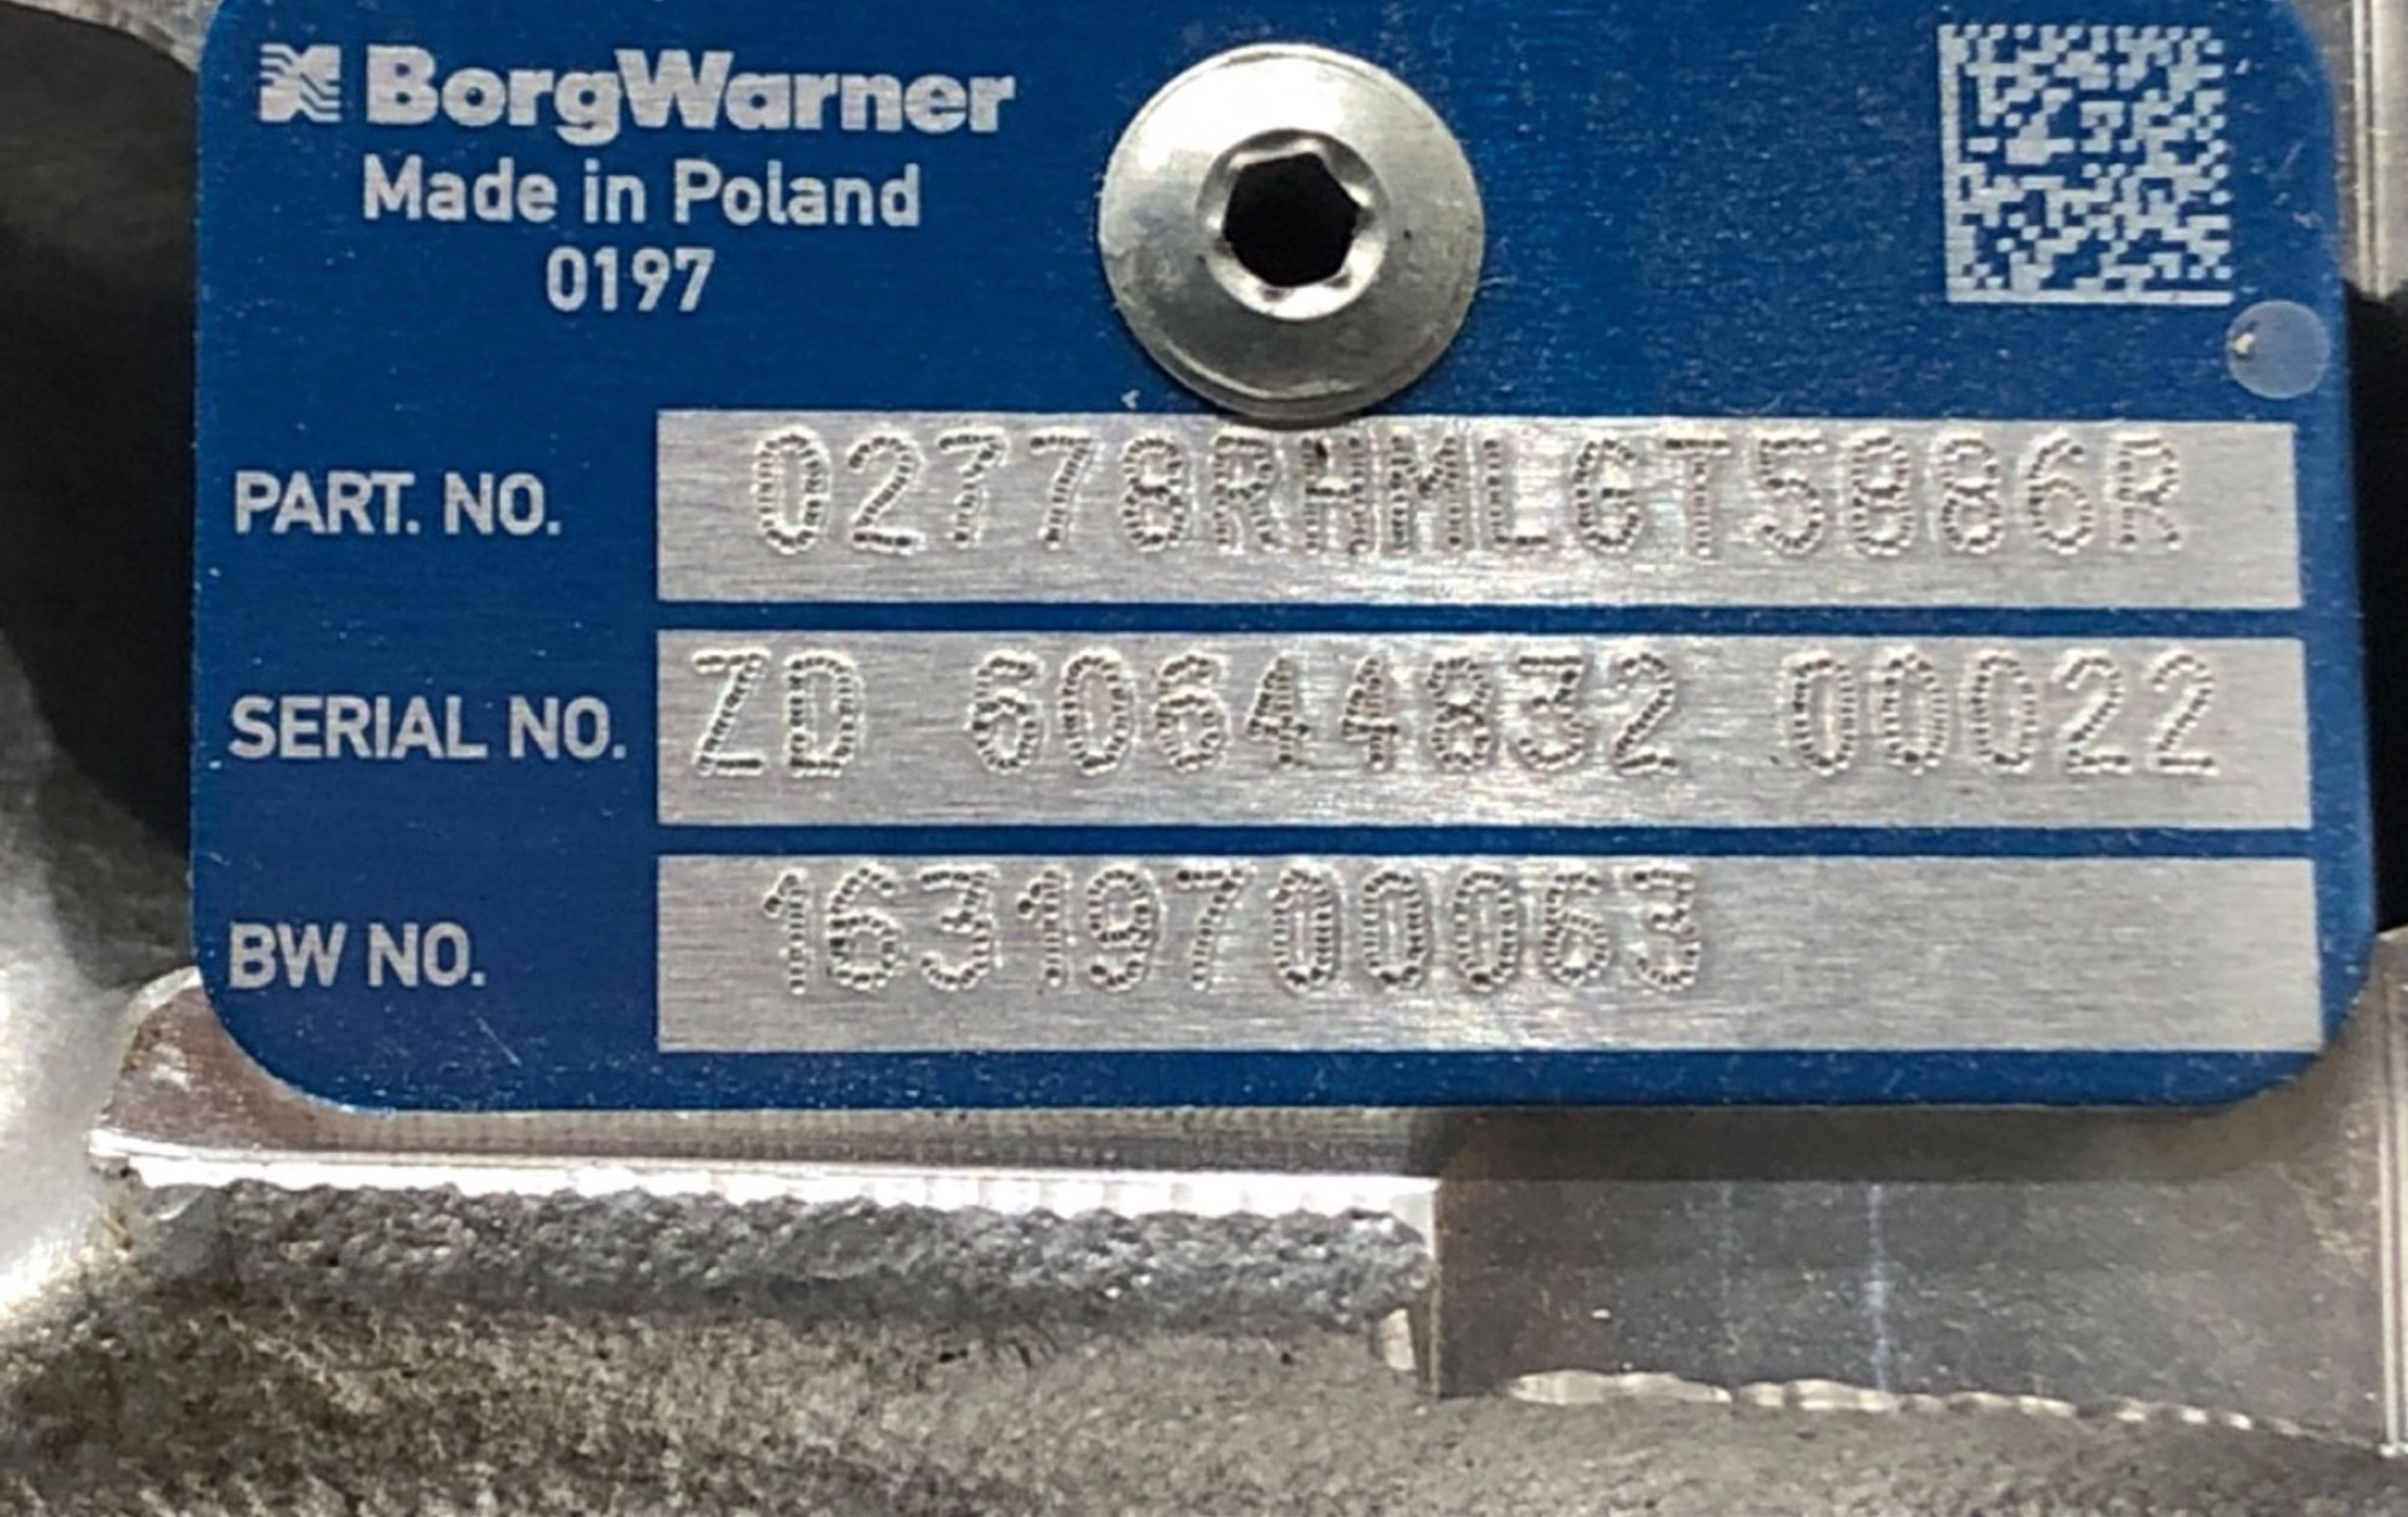 BorgWarner
Made in Poland
0197
PART. NO. 02778RHMLGT5886R
SERIAL NO. ZD 60644832 00022
BW NO. 16319700063